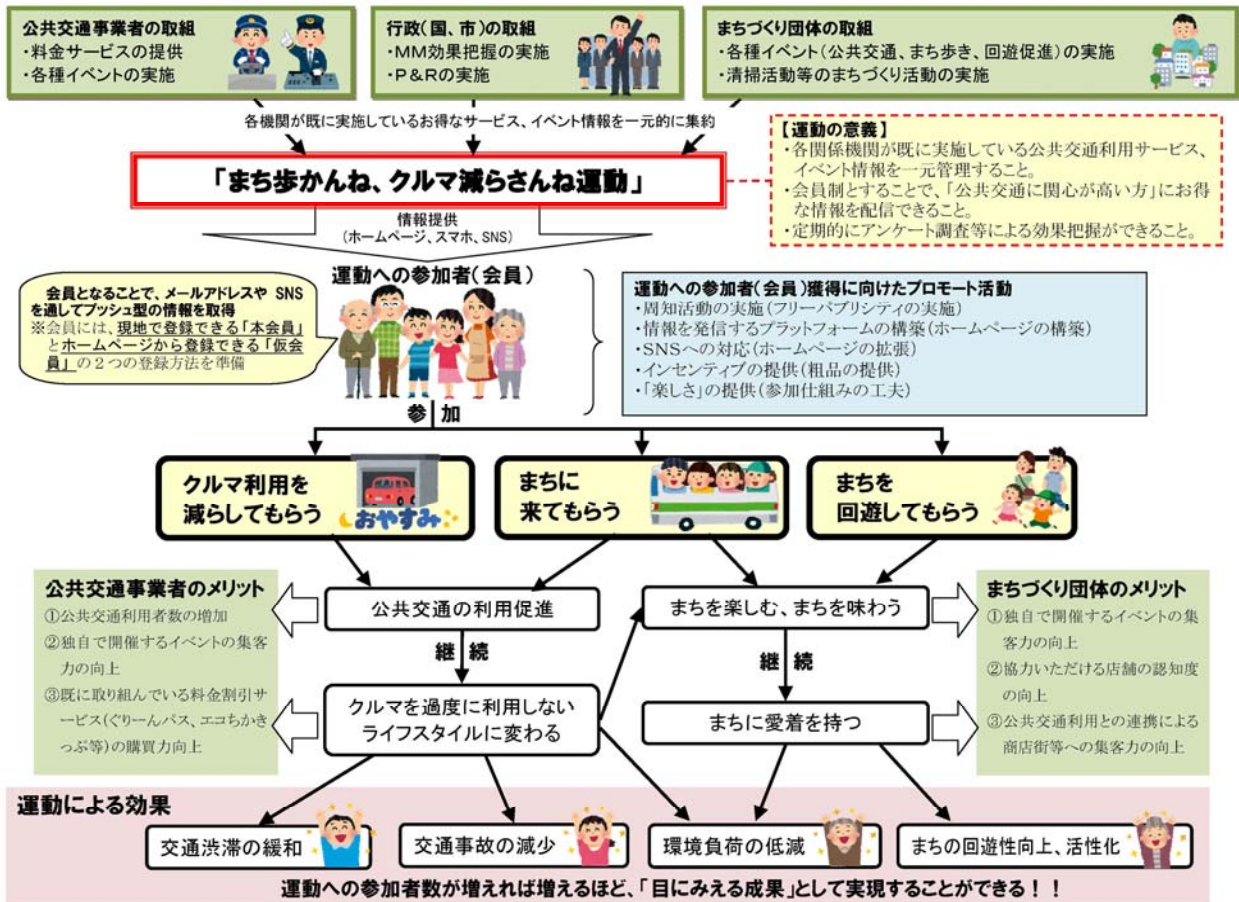 公共交通事業者の取組
・料金サービスの提供
・各種イベントの実施
行政(国、市)の取組
・MM効果把握の実施
・P&Rの実施
まちづくり団体の取組
・各種イベント(公共交通、まち歩き、回遊促進)の実施
・清掃活動等のまちづくり活動の実施
各機関が既に実施しているお得なサービス、イベント情報を一元的に集約
「まち歩かんね、クルマ減らさんね運動」
【運動の意義】
・各関係機関が既に実施している公共交通利用サービス、
イベント情報を一元管理すること。
・会員制とすることで、「公共交通に関心が高い方」にお得
な情報を配信できること。
・定期的にアンケート調査等による効果把握ができること。
情報提供
(ホームページ、スマホ、SNS)
運動への参加者(会員)
会員となることで、メールアドレスや SNS
を通してプッシュ型の情報を取得
※会員には、現地で登録できる「本会員」
とホームページから登録できる「仮会
員」の2つの登録方法を準備
運動への参加者(会員)獲得に向けたプロモート活動
・周知活動の実施(フリーパブリシティの実施)
・情報を発信するプラットフォームの構築(ホームページの構築)
・SNSへの対応(ホームページの拡張)
・インセンティブの提供(粗品の提供)
・「楽しさ」の提供(参加仕組みの工夫)
参 加
クルマ利用を
減らしてもらう
おやすみ
まちに
来てもらう
まちを
回遊してもらう
公共交通事業者のメリット
①公共交通利用者数の増加
②独自で開催するイベントの集客
力の向上
③既に取り組んでいる料金割引サ
ービス(ぐりーんパス、エコちかき
っぷ等)の購買力向上
公共交通の利用促進
継 続
クルマを過度に利用しない
ライフスタイルに変わる
まちを楽しむ、まちを味わう
継 続
まちに愛着を持つ
まちづくり団体のメリット
①独自で開催するイベントの集
客力の向上
②協力いただける店舗の認知度
の向上
③公共交通利用との連携による
商店街等への集客力の向上
運動による効果
交通渋滞の緩和
交通事故の減少
環境負荷の低減
まちの回遊性向上、活性化
運動への参加者数が増えれば増えるほど、「目にみえる成果」として実現することができる!!